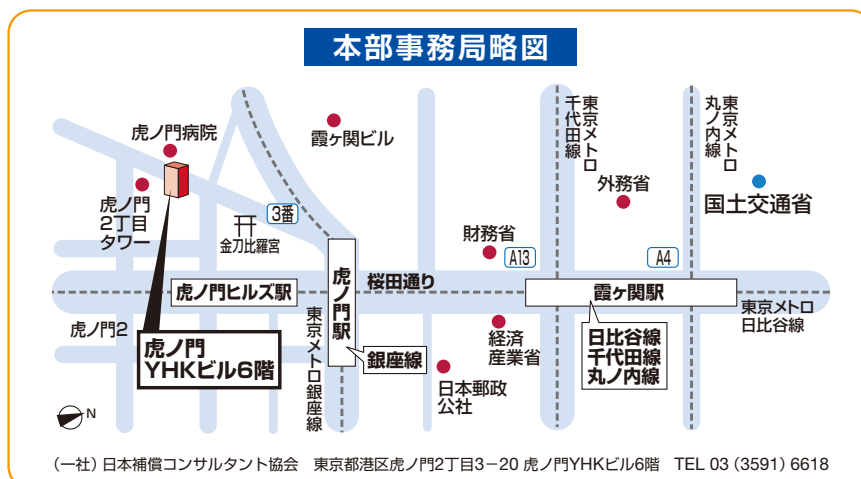 本部事務局略図
虎ノ門病院
霞ヶ関ビル
東京メトロ
千代田線
東京メトロ
丸ノ内線
外務省
国土交通省
虎ノ門
2丁目
タワー
3番
金刀比羅宮
財務省
A13
A4
虎ノ門ヒルズ駅
虎ノ門駅
桜田通り
霞ヶ関駅
東京メトロ
日比谷線
虎ノ門2
虎ノ門
YHKビル6階
東京メトロ銀座線
銀座線
経済
産業省
日比谷線
千代田線
丸ノ内線
日本郵政
公社
N
(一社)日本補償コンサルタント協会 東京都港区虎ノ門2丁目3−20 虎ノ門YHKビル6階 TEL 03(3591)6618